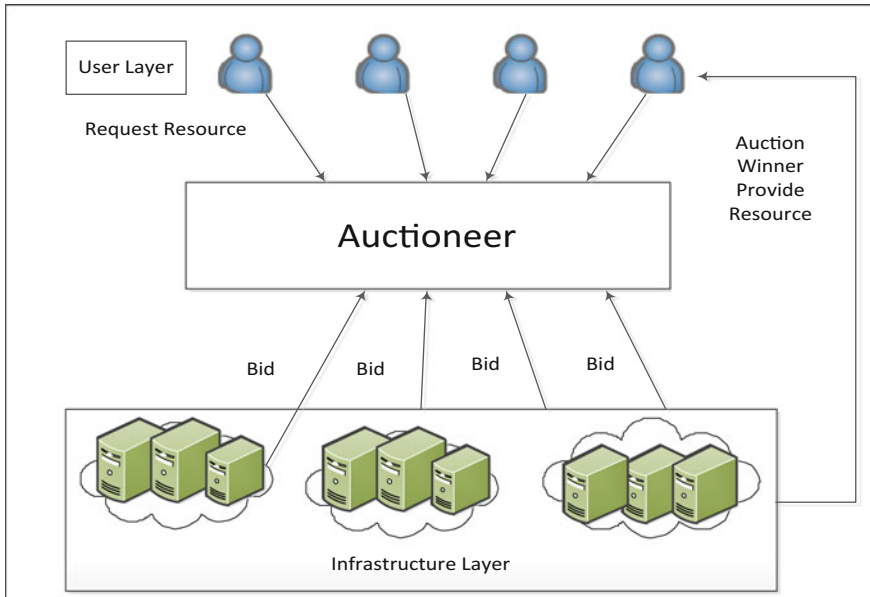 User Layer
Request Resource
Auction
Winner
Provide
Resource
Auctioneer
Bid
Bid
Bid
Bid
Infrastructure Layer